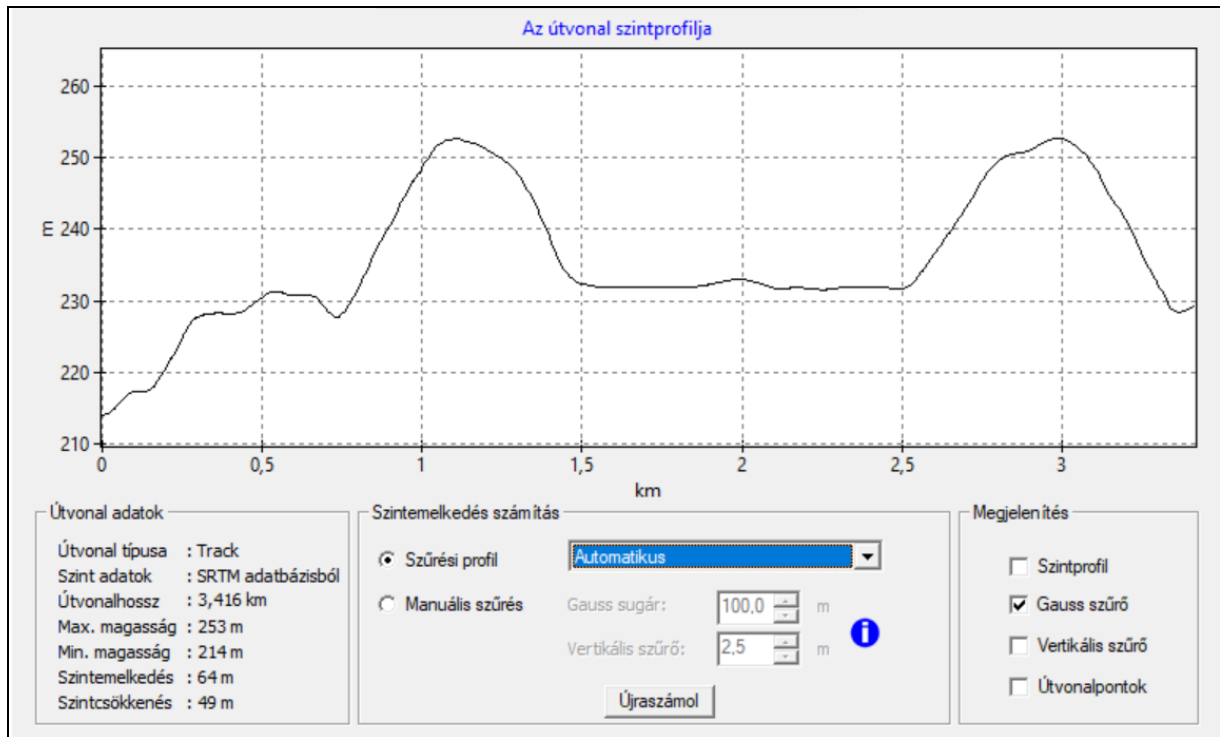 Az útvonal szintprofilja
260
250
m 240
230
220
210
0 0,5 1 1,5 2 2,5 3
km
Útvonal adatok
Útvonal típusa : Track
Szint adatok : SRTM adatbázisból
Útvonalhossz : 3,416 km
Max. magasság : 253 m
Min. magasság : 214 m
Szintemelkedés : 64 m
Szintcsökkenés : 49 m
Szintemelkedés számítás
Szűrési profil Automatikus
Manuális szűrés Gauss sugár: 100,0 m
Vertikális szűrő: 2,5 m
Újraszámol
Megjelenítés
Szintprofil
Gauss szűrő
Vertikális szűrő
Útvonalpontok